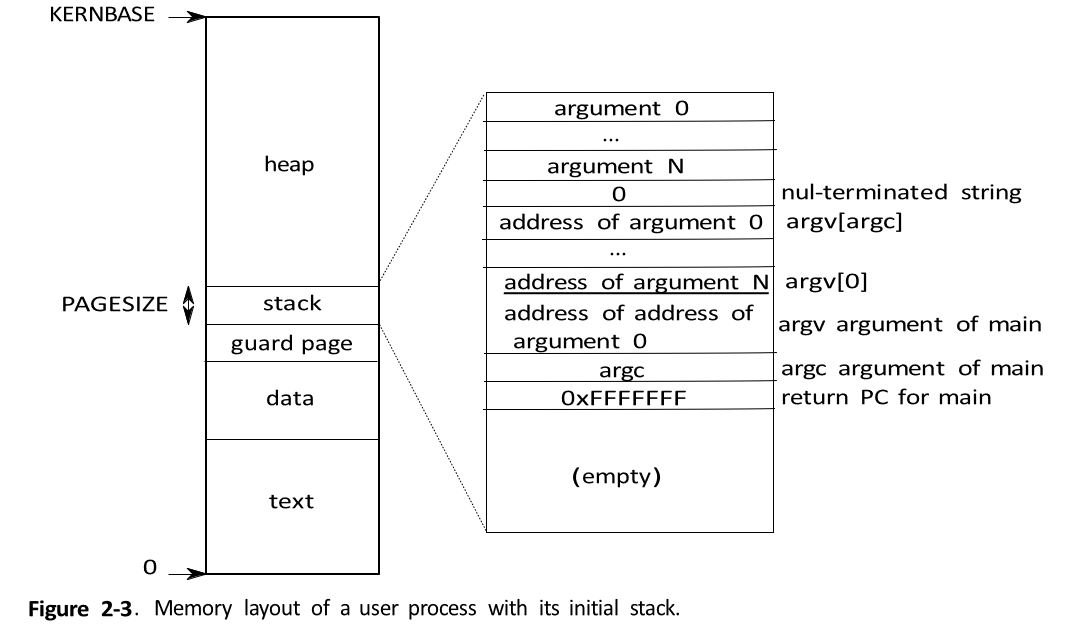 KERNBASE
heap
PAGESIZE
stack
guard page
data
text
0
argument 0
...
argument N
0
nul-terminated string
address of argument 0
argv[argc]
...
address of argument N
argv[0]
address of address of
argument 0
argv argument of main
argc
argc argument of main
0xFFFFFFF
return PC for main
(empty)
Figure 2-3. Memory layout of a user process with its initial stack.